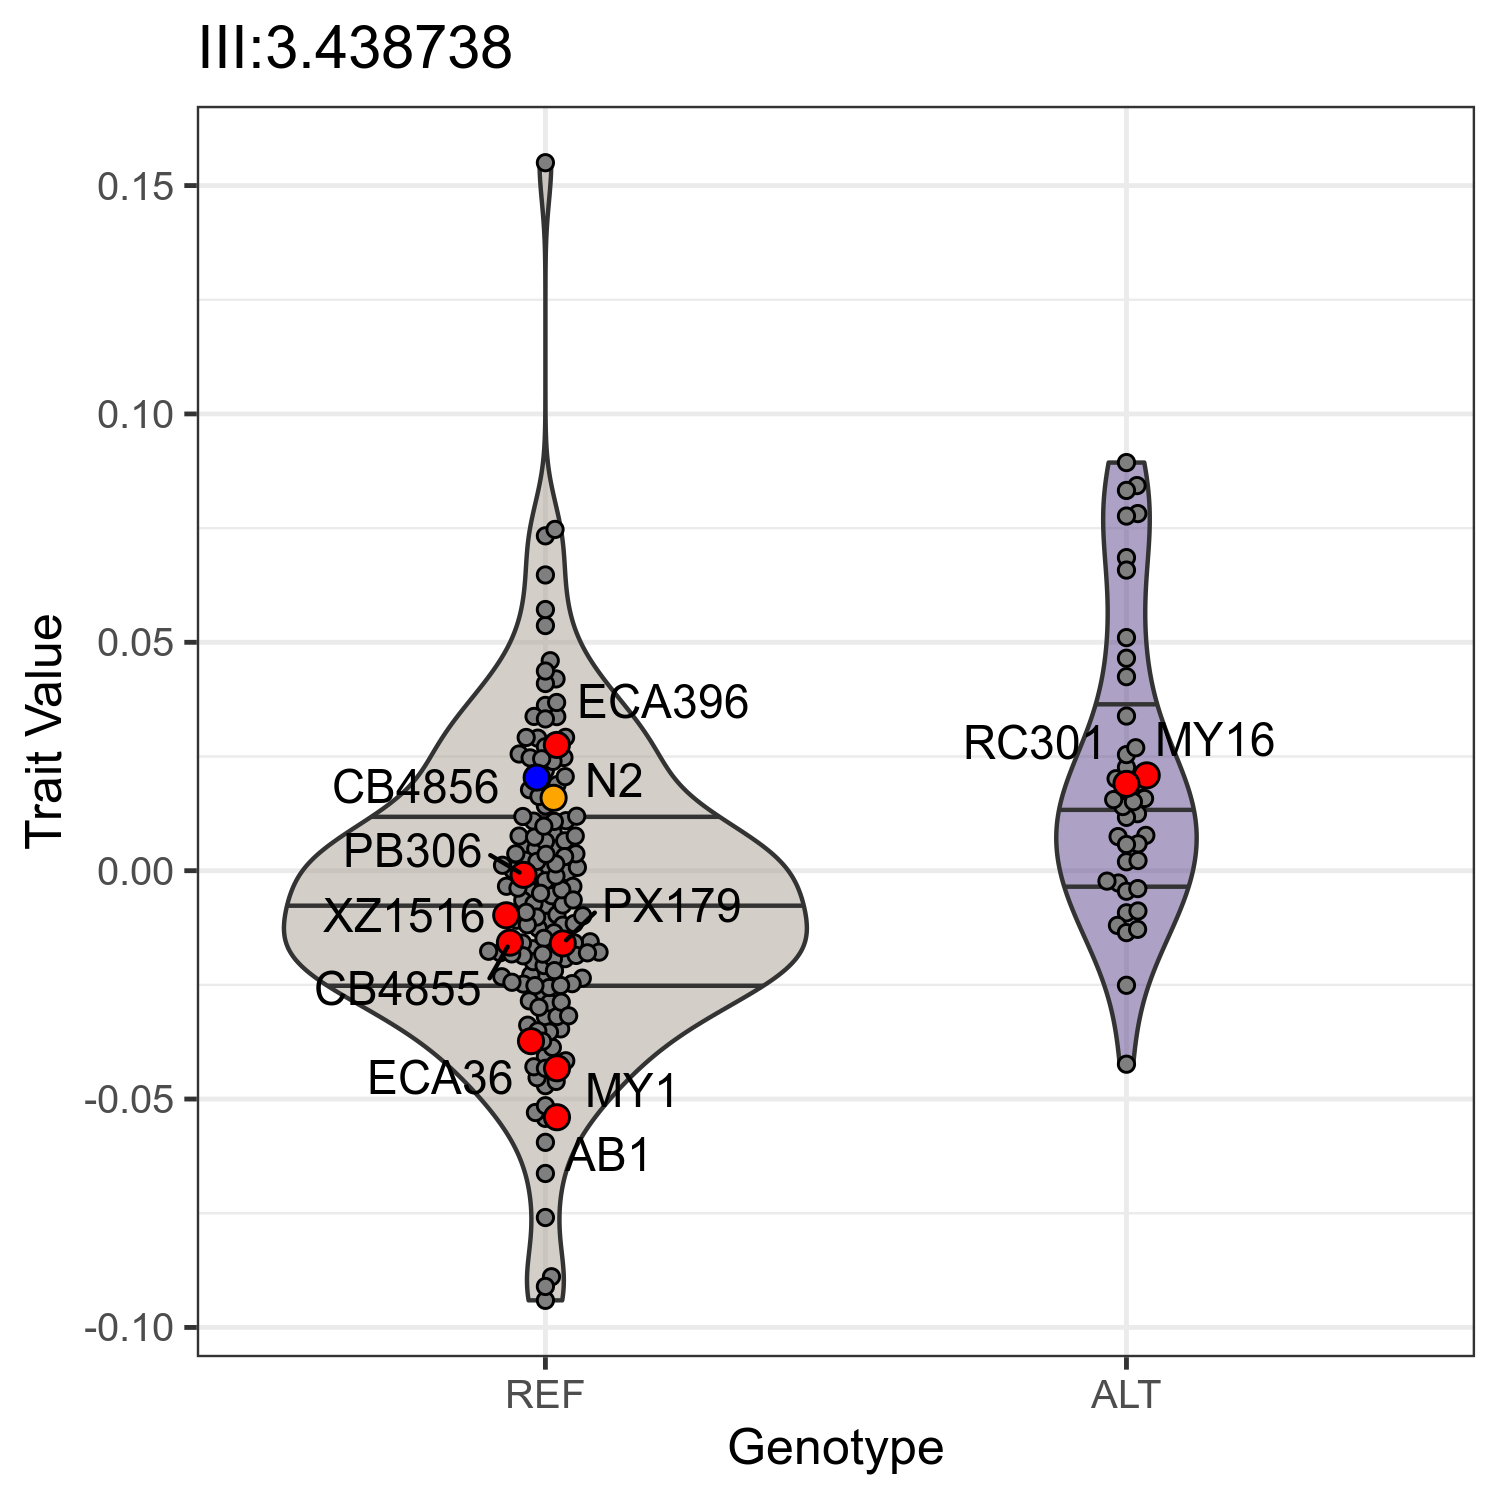 III:3.438738
Trait Value
0.15
0.10
0.05
0.00
-0.05
-0.10
ECA396
CB4856
N2
PB306
XZ1516
PX179
CB4855
ECA36
MY1
AB1
RC301
MY16
REF
ALT
Genotype